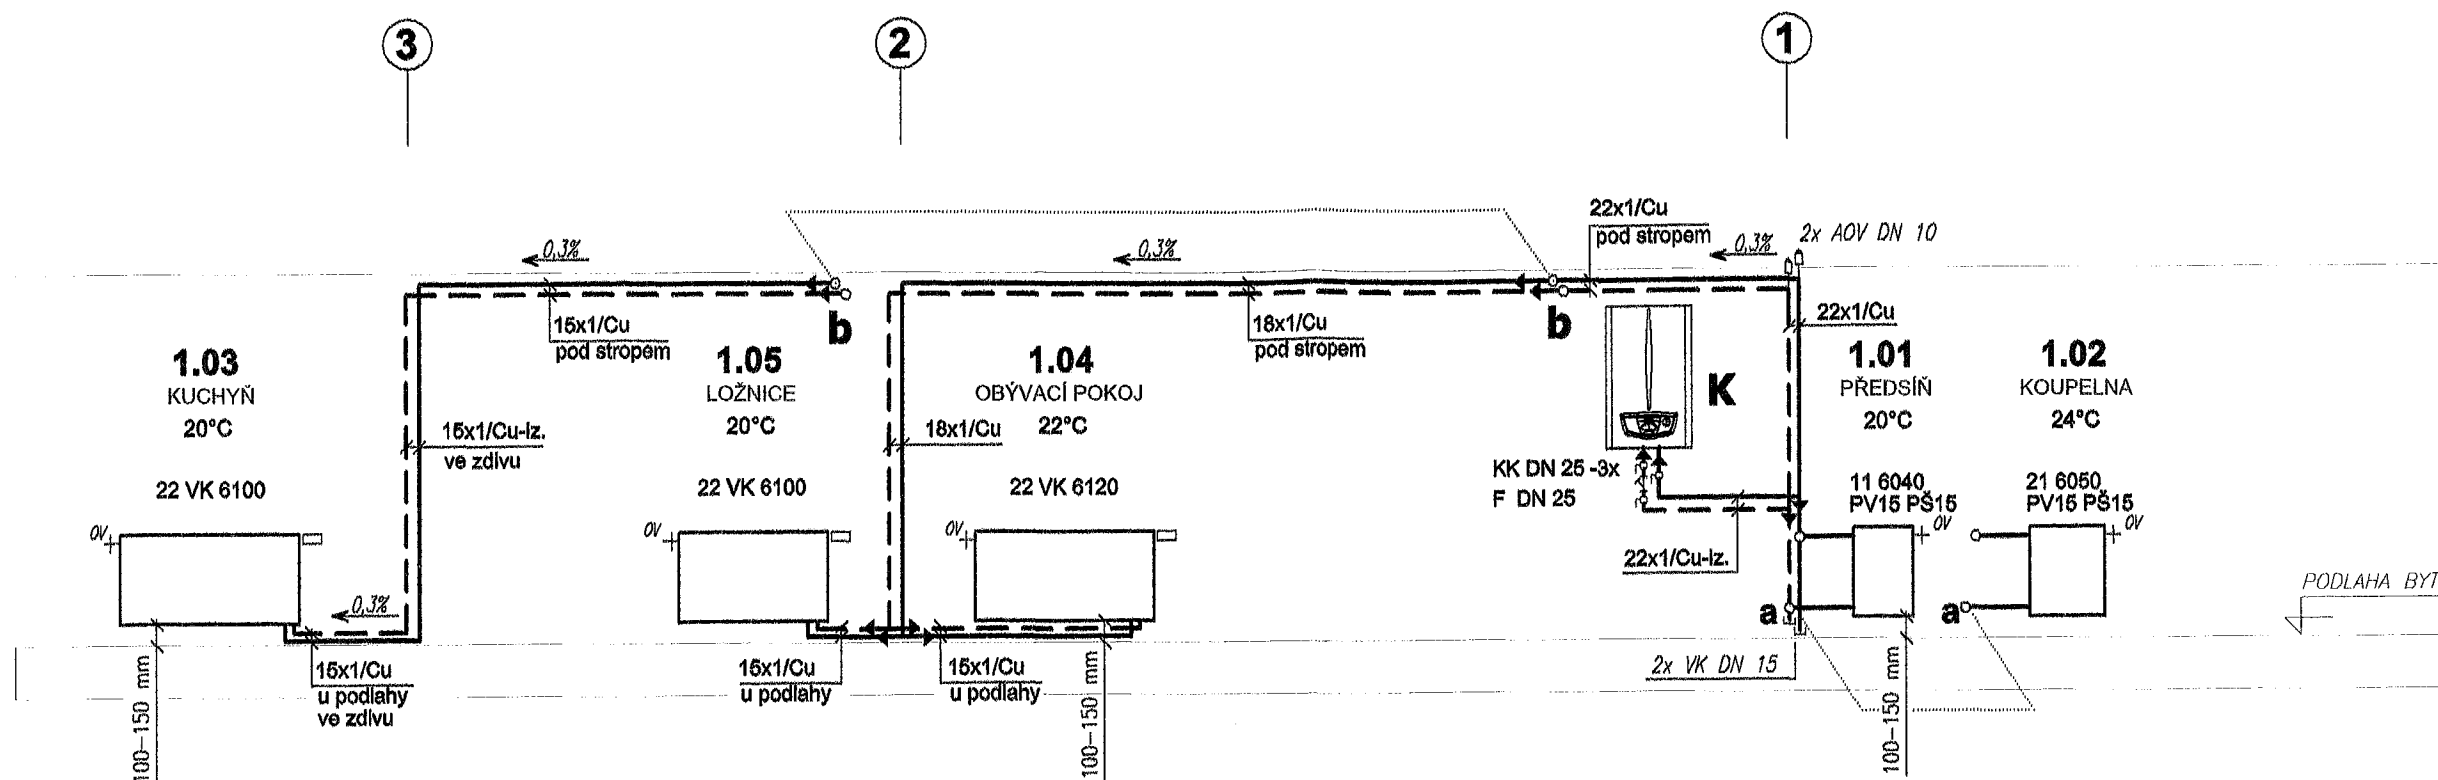 3
2
1
22x1/Cu
pod stropem
2x AOV DN 10
0,3%
0,3%
0,3%
15x1/Cu
pod stropem
b
18x1/Cu
pod stropem
b
22x1/Cu
1.03
KUCHYŇ
20°C
22 VK 6100
15x1/Cu-iz.
ve zdivu
1.05
LOŽNICE
20°C
22 VK 6100
18x1/Cu
1.04
OBÝVACÍ POKOJ
22°C
22 VK 6120
K
KK DN 25 -3x
F DN 25
1.01
PŘEDSÍŇ
20°C
11 6040
PV15 PŠ15
1.02
KOUPELNA
24°C
21 6050
PV15 PŠ15
OV
OV
OV
OV
OV
22x1/Cu-iz.
0,3%
a
a
PODLAHA BYT
15x1/Cu
u podlahy
ve zdivu
15x1/Cu
u podlahy
15x1/Cu
u podlahy
2x VK DN 15
100-150 mm
100-150 mm
100-150 mm